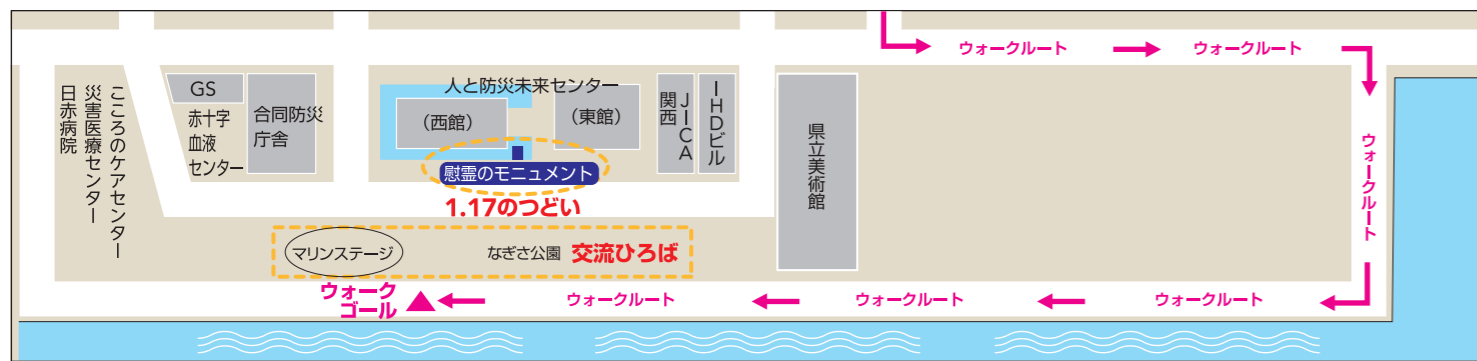 ウォークルート
ウォークルート
ウォークルート
こころのケアセンター
災害医療センター
日赤病院
GS
赤十字
血液
センター
合同防災
庁舎
人と防災未来センター
(西館)
(東館)
慰霊のモニュメント
1.17のつどい
JICA
関西
IHDビル
県立美術館
マリンステージ
なぎさ公園
交流ひろば
ウォーク
ゴール
ウォークルート
ウォークルート
ウォークルート